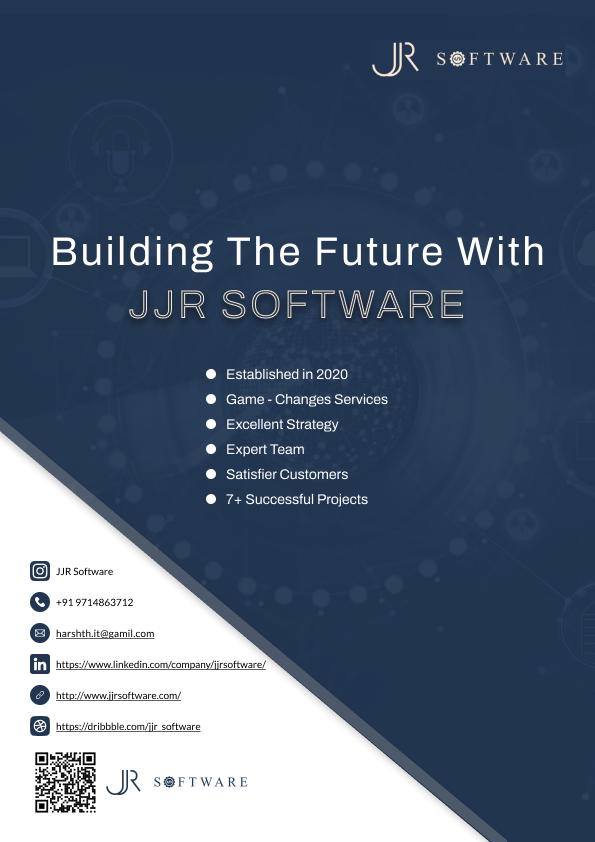 JJR SOFTWARE
Building The Future With
JJR SOFTWARE
Established in 2020
Game - Changes Services
Excellent Strategy
Expert Team
Satisfier Customers
7+ Successful Projects
JJR Software
+91 9714863712
harshth.it@gamil.com
https://www.linkedin.com/company/jjrsoftware/
http://www.jjrsoftware.com/
https://dribbble.com/jjr_software
JJR SOFTWARE